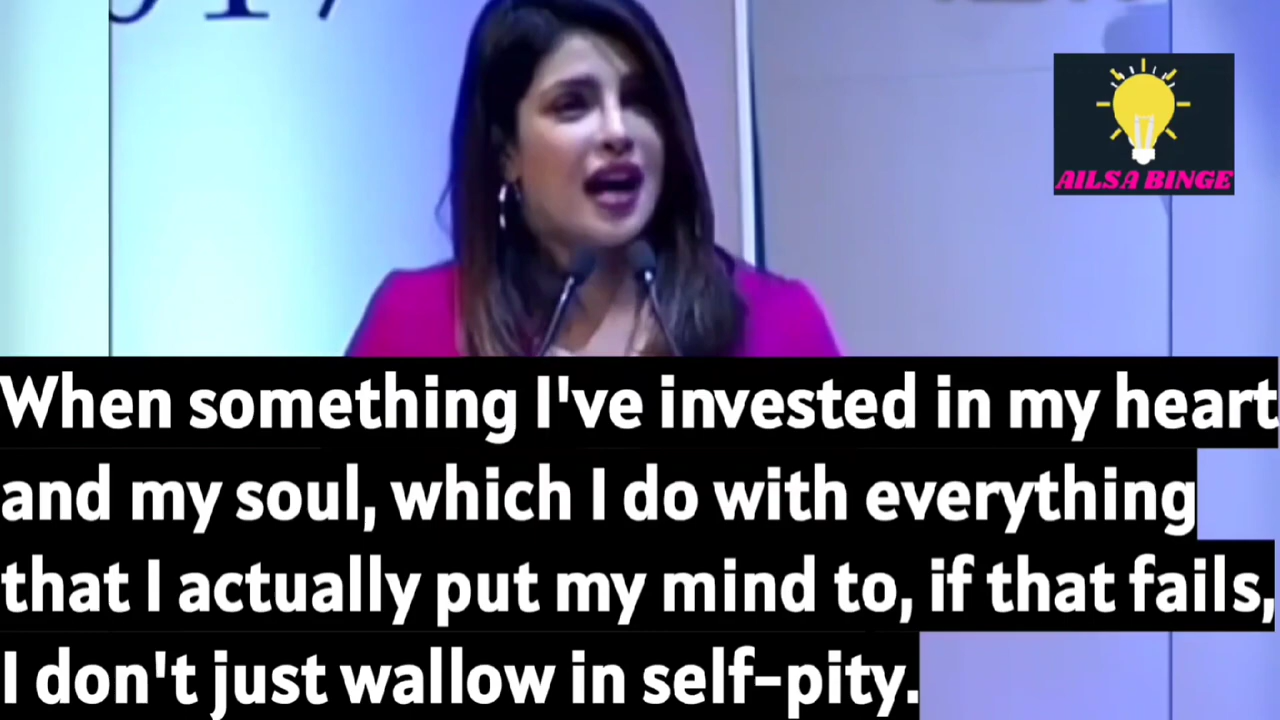 AILSA BINGE
When something I've invested in my heart
and my soul, which I do with everything
that I actually put my mind to, if that fails,
I don't just wallow in self-pity.